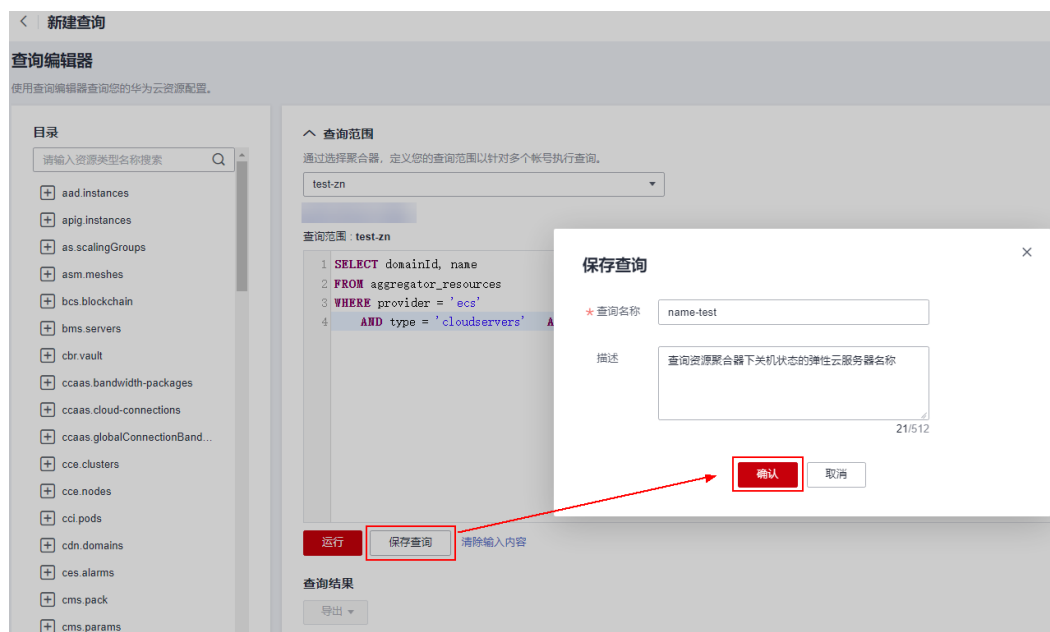 新建查询
查询编辑器
使用查询编辑器查询您的华为云资源配置。
目录
请输入资源类型名称搜索
aad.instances
apig.instances
as.scalingGroups
asm.meshes
bcs.blockchain
bms.servers
cbr.vault
ccaas.bandwidth-packages
ccaas.cloud-connections
ccaas.globalConnectionBand...
cce.clusters
cce.nodes
cci.pods
cdn.domains
ces.alarms
cms.pack
cms.params
查询范围
通过选择聚合器，定义您的查询范围以针对多个帐号执行查询。
test-zn
查询范围 : test-zn
1 SELECT domainId, name
2 FROM aggregator_resources
3 WHERE provider = 'ecs'
4 AND type = 'cloudservers' A
运行
保存查询
清除输入内容
查询结果
导出
保存查询
* 查询名称
name-test
描述
查询资源聚合器下关机状态的弹性云服务器名称
21/512
确认
取消